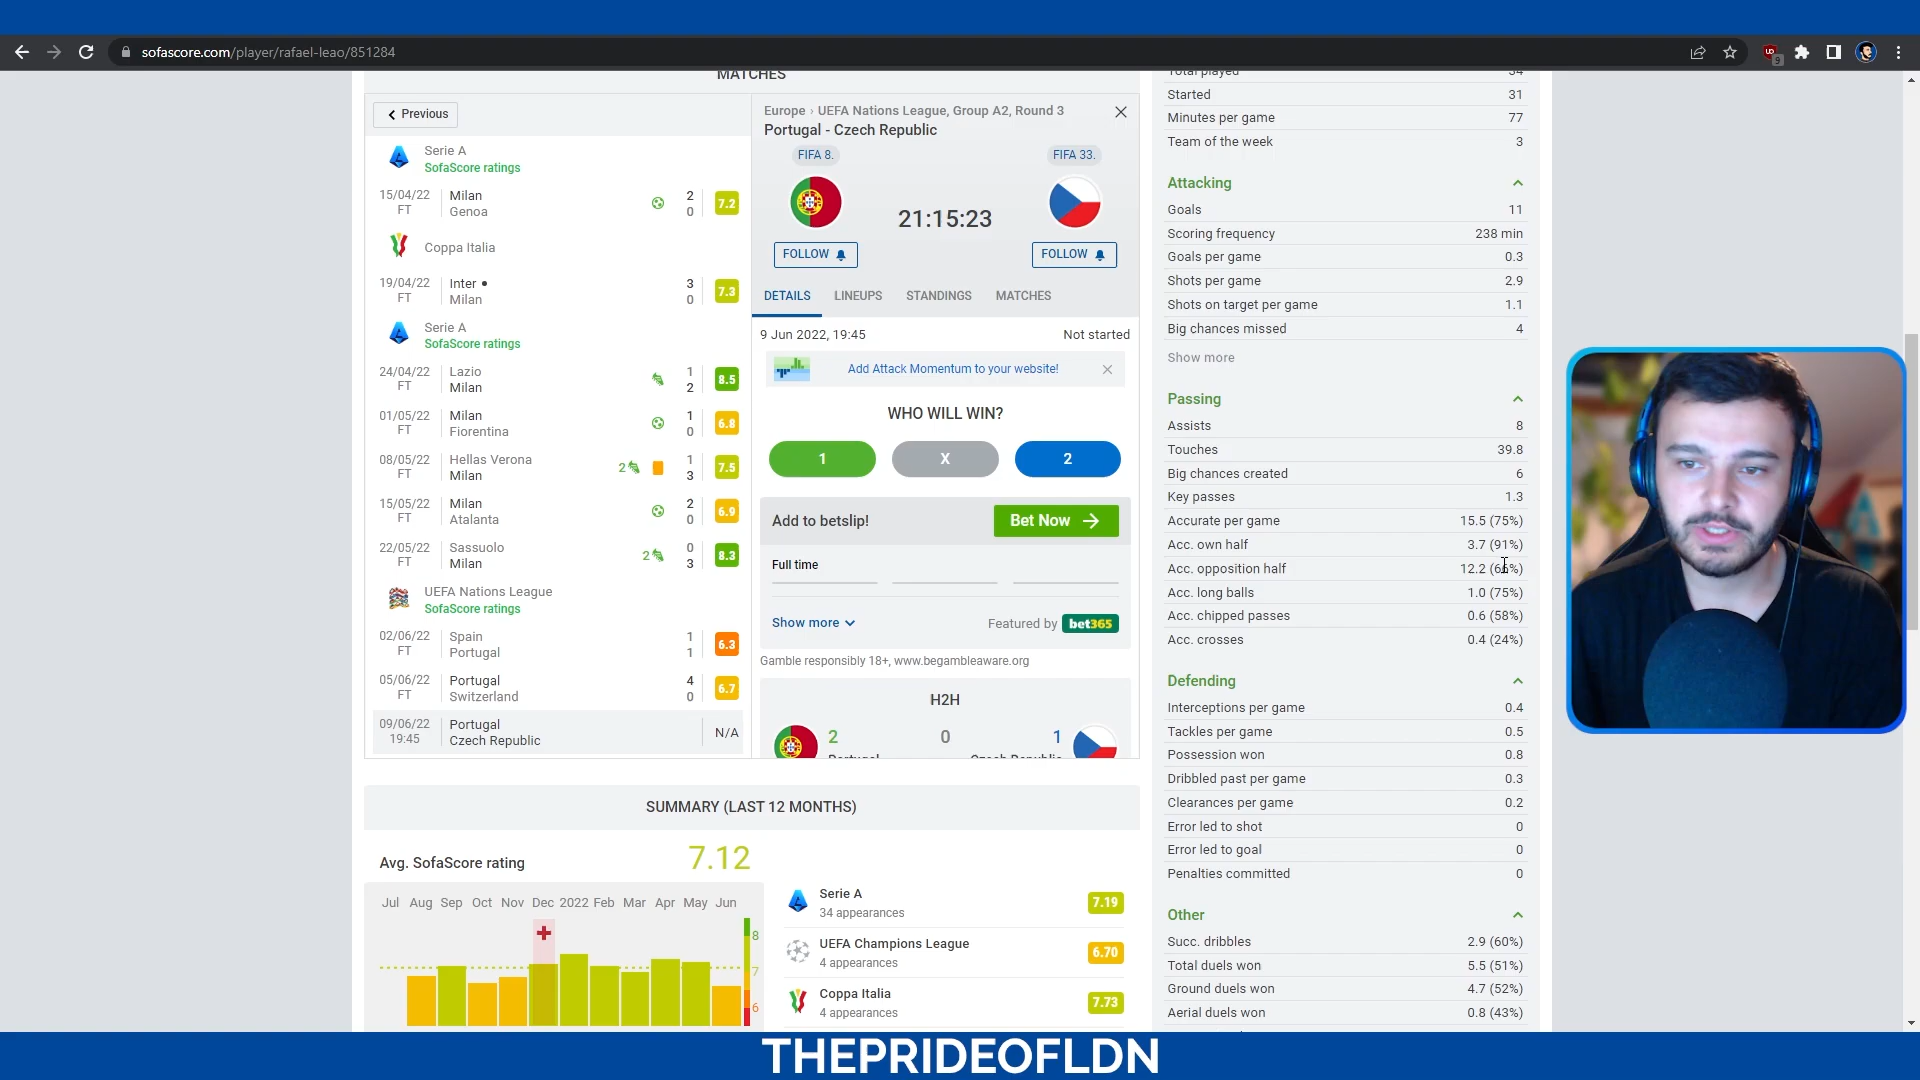 sofascore.com/player/rafael-leao/851284
9
MATCHES
Previous
Serie A
SofaScore ratings
15/04/22
FT
Milan
Genoa
2
0
7.2
Coppa Italia
19/04/22
FT
Inter
Milan
3
0
7.3
Serie A
SofaScore ratings
24/04/22
FT
Lazio
Milan
1
2
8.5
01/05/22
FT
Milan
Fiorentina
1
0
6.8
08/05/22
FT
Hellas Verona
Milan
2
1
3
7.5
15/05/22
FT
Milan
Atalanta
2
0
6.9
22/05/22
FT
Sassuolo
Milan
2
0
3
8.3
UEFA Nations League
SofaScore ratings
02/06/22
FT
Spain
Portugal
1
1
6.3
05/06/22
FT
Portugal
Switzerland
4
0
6.7
09/06/22
19:45
Portugal
Czech Republic
N/A
Europe › UEFA Nations League, Group A2, Round 3
Portugal - Czech Republic
FIFA 8.
FIFA 33.
21:15:23
FOLLOW
FOLLOW
DETAILS LINEUPS STANDINGS MATCHES
9 Jun 2022, 19:45 Not started
Add Attack Momentum to your website!
WHO WILL WIN?
1 X 2
Add to betslip!
Bet Now
Full time
Show more
Featured by bet365
Gamble responsibly 18+, www.begambleaware.org
H2H
2 0 1
Portugal Czech Republic
SUMMARY (LAST 12 MONTHS)
Avg. SofaScore rating 7.12
Jul Aug Sep Oct Nov Dec 2022 Feb Mar Apr May Jun
8
7
6
Serie A
34 appearances
7.19
UEFA Champions League
4 appearances
6.70
Coppa Italia
4 appearances
7.73
Total played 34
Started 31
Minutes per game 77
Team of the week 3
Attacking
Goals 11
Scoring frequency 238 min
Goals per game 0.3
Shots per game 2.9
Shots on target per game 1.1
Big chances missed 4
Show more
Passing
Assists 8
Touches 39.8
Big chances created 6
Key passes 1.3
Accurate per game 15.5 (75%)
Acc. own half 3.7 (91%)
Acc. opposition half 12.2 (66%)
Acc. long balls 1.0 (75%)
Acc. chipped passes 0.6 (58%)
Acc. crosses 0.4 (24%)
Defending
Interceptions per game 0.4
Tackles per game 0.5
Possession won 0.8
Dribbled past per game 0.3
Clearances per game 0.2
Error led to shot 0
Error led to goal 0
Penalties committed 0
Other
Succ. dribbles 2.9 (60%)
Total duels won 5.5 (51%)
Ground duels won 4.7 (52%)
Aerial duels won 0.8 (43%)
THEPRIDEOFLDN